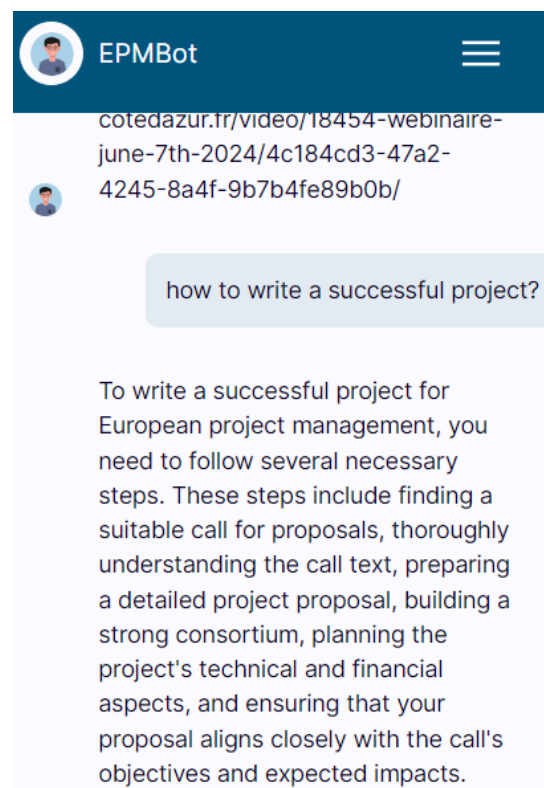 EPMBot
cotedazur.fr/video/18454-webinaire-
june-7th-2024/4c184cd3-47a2-
4245-8a4f-9b7b4fe89b0b/
how to write a successful project?
To write a successful project for
European project management, you
need to follow several necessary
steps. These steps include finding a
suitable call for proposals, thoroughly
understanding the call text, preparing
a detailed project proposal, building a
strong consortium, planning the
project's technical and financial
aspects, and ensuring that your
proposal aligns closely with the call's
objectives and expected impacts.